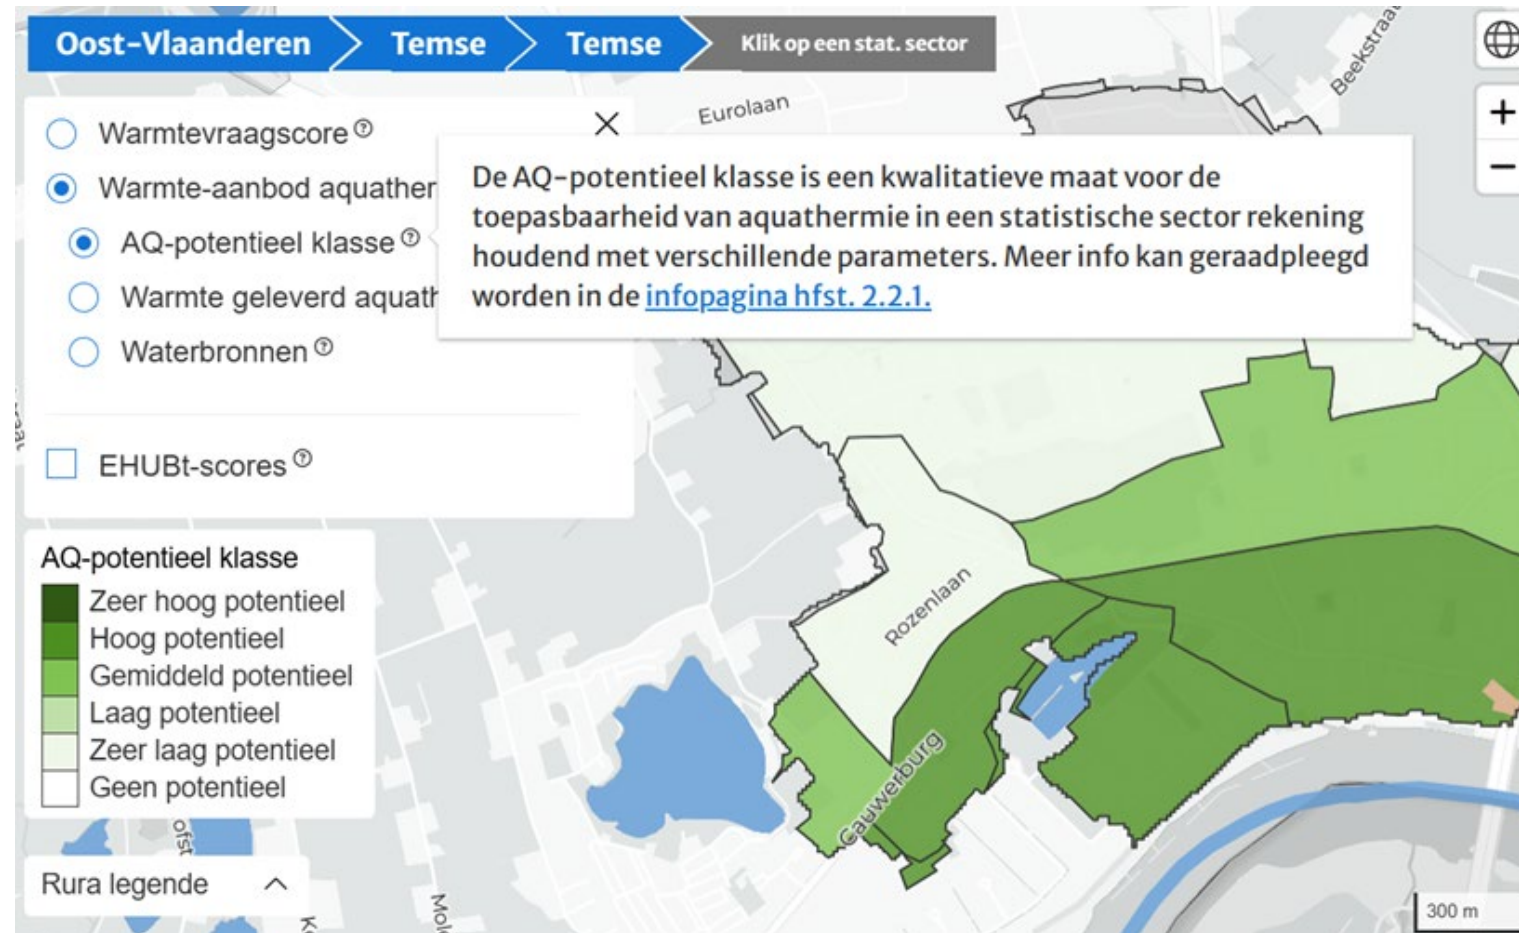 Oost-Vlaanderen
Temse
Temse
Klik op een stat. sector
Eurolaan
Beekstraat
Warmtevraagscore
Warmte-aanbod aquather
AQ-potentieel klasse
Warmte geleverd aquath
Waterbronnen
EHUBt-scores
De AQ-potentieel klasse is een kwalitatieve maat voor de
toepasbaarheid van aquathermie in een statistische sector rekening
houdend met verschillende parameters. Meer info kan geraadpleegd
worden in de infopagina hfst. 2.2.1.
AQ-potentieel klasse
Zeer hoog potentieel
Hoog potentieel
Gemiddeld potentieel
Laag potentieel
Zeer laag potentieel
Geen potentieel
Rura legende
Rozenlaan
Cauwerburg
300 m